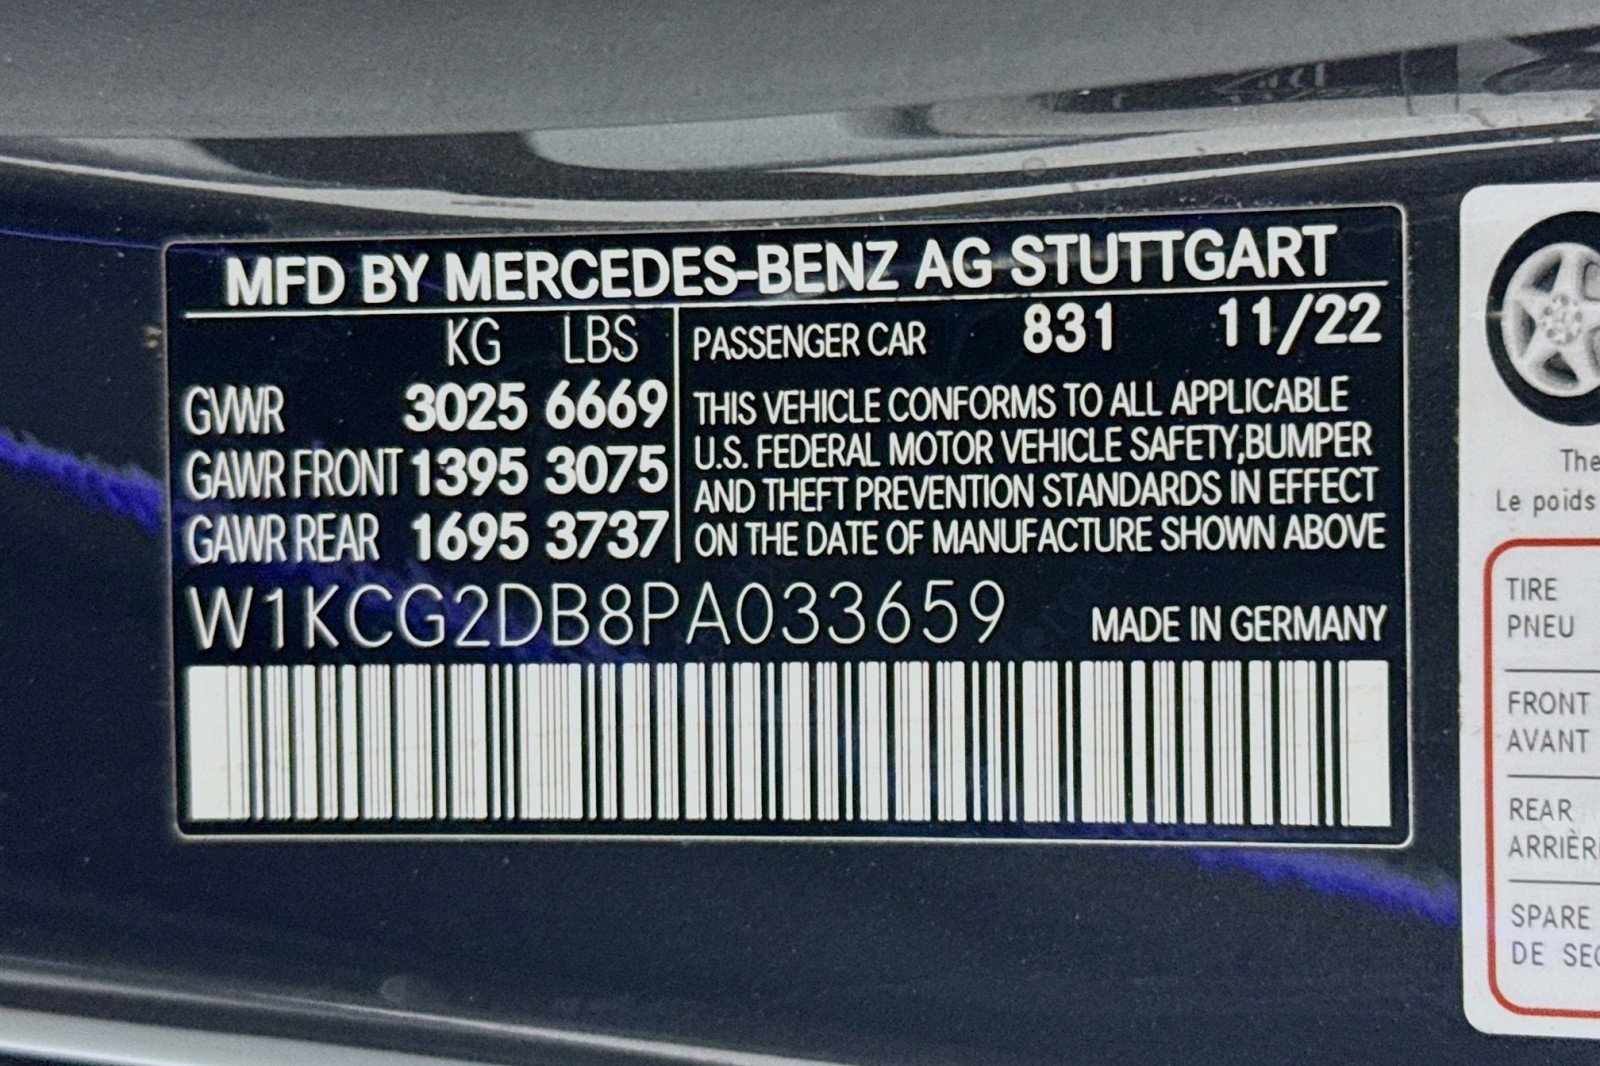 MFD BY MERCEDES-BENZ AG STUTTGART
KG LBS
GVWR 3025 6669
GAWR FRONT 1395 3075
GAWR REAR 1695 3737
PASSENGER CAR 831 11/22
THIS VEHICLE CONFORMS TO ALL APPLICABLE
U.S. FEDERAL MOTOR VEHICLE SAFETY,BUMPER
AND THEFT PREVENTION STANDARDS IN EFFECT
ON THE DATE OF MANUFACTURE SHOWN ABOVE
W1KCG2DB8PA033659
MADE IN GERMANY
The
Le poids
TIRE
PNEU
FRONT
AVANT
REAR
SPARE
DE